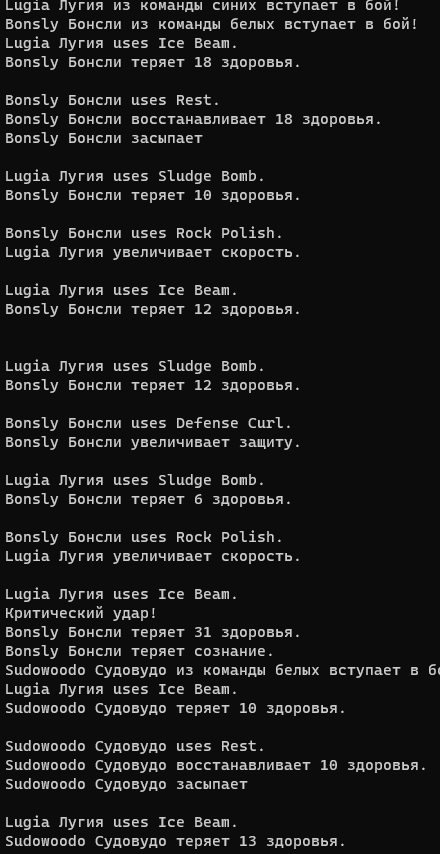 Lugia Лугия из команды синих вступает в бой!
Bonsly Бонсли из команды белых вступает в бой!
Lugia Лугия uses Ice Beam.
Bonsly Бонсли теряет 18 здоровья.
Bonsly Бонсли uses Rest.
Bonsly Бонсли восстанавливает 18 здоровья.
Bonsly Бонсли засыпает
Lugia Лугия uses Sludge Bomb.
Bonsly Бонсли теряет 10 здоровья.
Bonsly Бонсли uses Rock Polish.
Lugia Лугия увеличивает скорость.
Lugia Лугия uses Ice Beam.
Bonsly Бонсли теряет 12 здоровья.
Lugia Лугия uses Sludge Bomb.
Bonsly Бонсли теряет 12 здоровья.
Bonsly Бонсли uses Defense Curl.
Bonsly Бонсли увеличивает защиту.
Lugia Лугия uses Sludge Bomb.
Bonsly Бонсли теряет 6 здоровья.
Bonsly Бонсли uses Rock Polish.
Lugia Лугия увеличивает скорость.
Lugia Лугия uses Ice Beam.
Критический удар!
Bonsly Бонсли теряет 31 здоровья.
Bonsly Бонсли теряет сознание.
Sudowoodo Судовудо из команды белых вступает в
Lugia Лугия uses Ice Beam.
Sudowoodo Судовудо теряет 10 здоровья.
Sudowoodo Судовудо uses Rest.
Sudowoodo Судовудо восстанавливает 10 здоровья.
Sudowoodo Судовудо засыпает
Lugia Лугия uses Ice Beam.
Sudowoodo Судовудо теряет 13 здоровья.